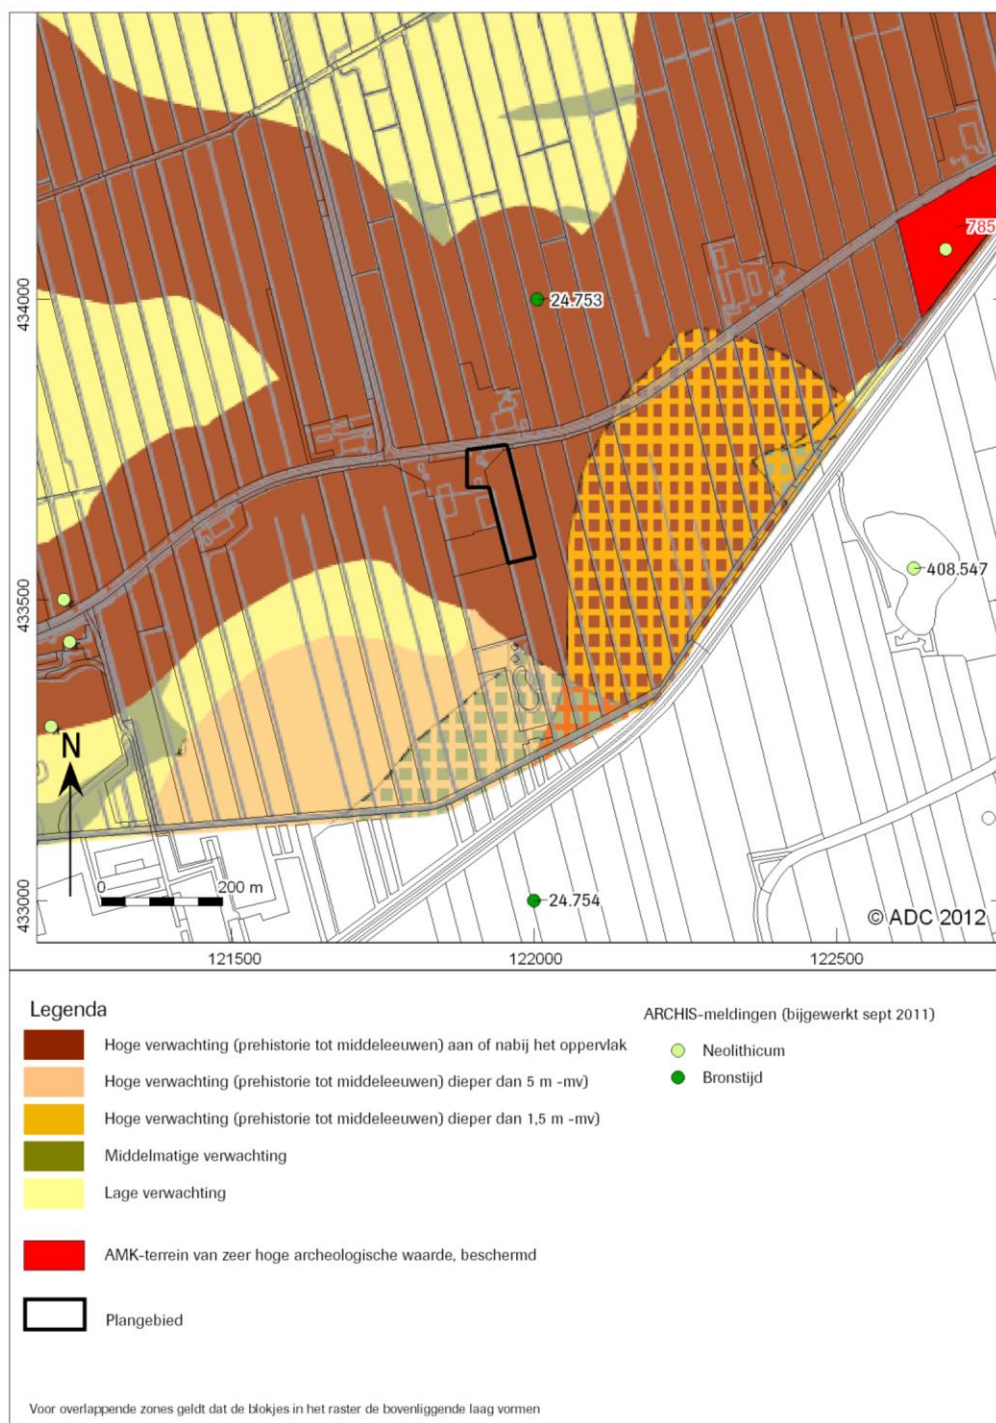 785
434000
24.753
408.547
433500
N
0
200 m
433000
24.754
© ADC 2012
121500
122000
122500
Legenda
Hoge verwachting (prehistorie tot middeleeuwen) aan of nabij het oppervlak
Hoge verwachting (prehistorie tot middeleeuwen) dieper dan 5 m -mv)
Hoge verwachting (prehistorie tot middeleeuwen) dieper dan 1,5 m -mv)
Middelmatige verwachting
Lage verwachting
AMK-terrein van zeer hoge archeologische waarde, beschermd
Plangebied
ARCHIS-meldingen (bijgewerkt sept 2011)
Neolithicum
Bronstijd
Voor overlappende zones geldt dat de blokjes in het raster de bovenliggende laag vormen